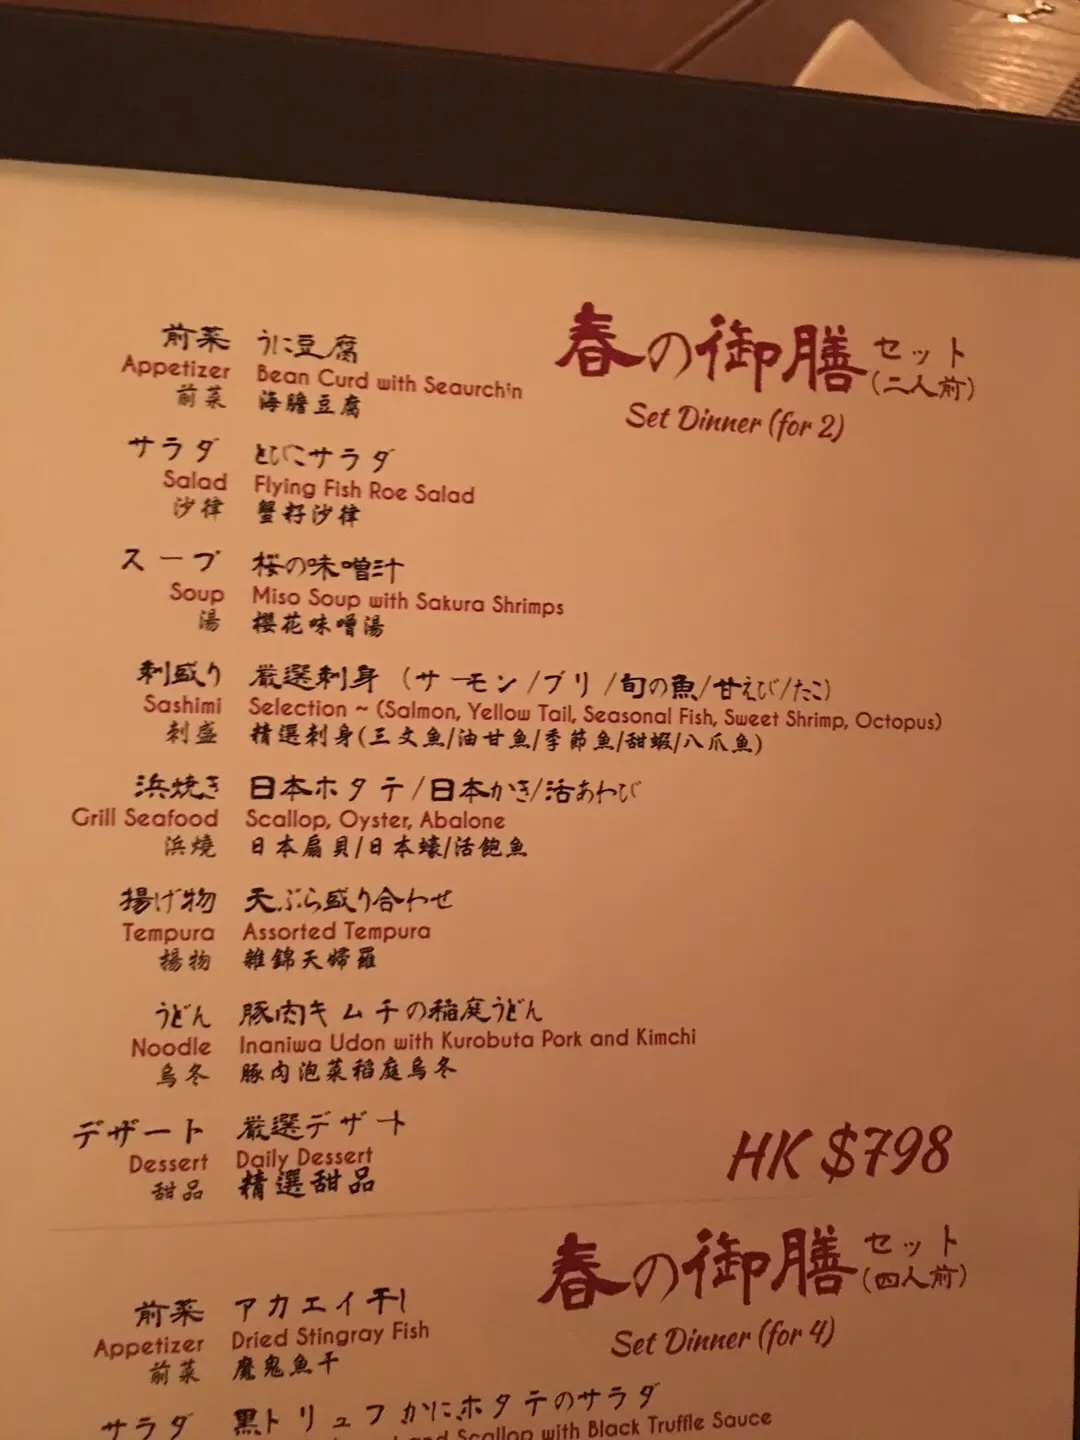 春の御膳 セット
(二人前)
Set Dinner (for 2)
前菜 うに豆腐
Appetizer Bean Curd with Seaurchin
前菜 海膽豆腐
サラダ とびこサラダ
Salad Flying Fish Roe Salad
沙律 蟹籽沙律
スープ 桜の味噌汁
Soup Miso Soup with Sakura Shrimps
湯 櫻花味噌湯
刺盛り 厳選刺身 (サーモン/ブリ/旬の魚/甘えび/たこ)
Sashimi Selection ~ (Salmon, Yellow Tail, Seasonal Fish, Sweet Shrimp, Octopus)
刺盛 精選刺身(三文魚/油甘魚/季節魚/甜蝦/八爪魚)
浜焼き 日本ホタテ/日本かき/活あわび
Grill Seafood Scallop, Oyster, Abalone
浜燒 日本扇貝/日本蠔/活鮑魚
揚げ物 天ぷら盛り合わせ
Tempura Assorted Tempura
揚物 雜錦天婦羅
うどん 豚肉キムチの稲庭うどん
Noodle Inaniwa Udon with Kurobuta Pork and Kimchi
烏冬 豚肉泡菜稻庭烏冬
デザート 厳選デザート
Dessert Daily Dessert
甜品 精選甜品
HK $798
春の御膳 セット
(四人前)
Set Dinner (for 4)
前菜 アカエイ干し
Appetizer Dried Stingray Fish
前菜 魔鬼魚干
サラダ 黒トリュフかにホタテのサラダ
and Scallop with Black Truffle Sauce